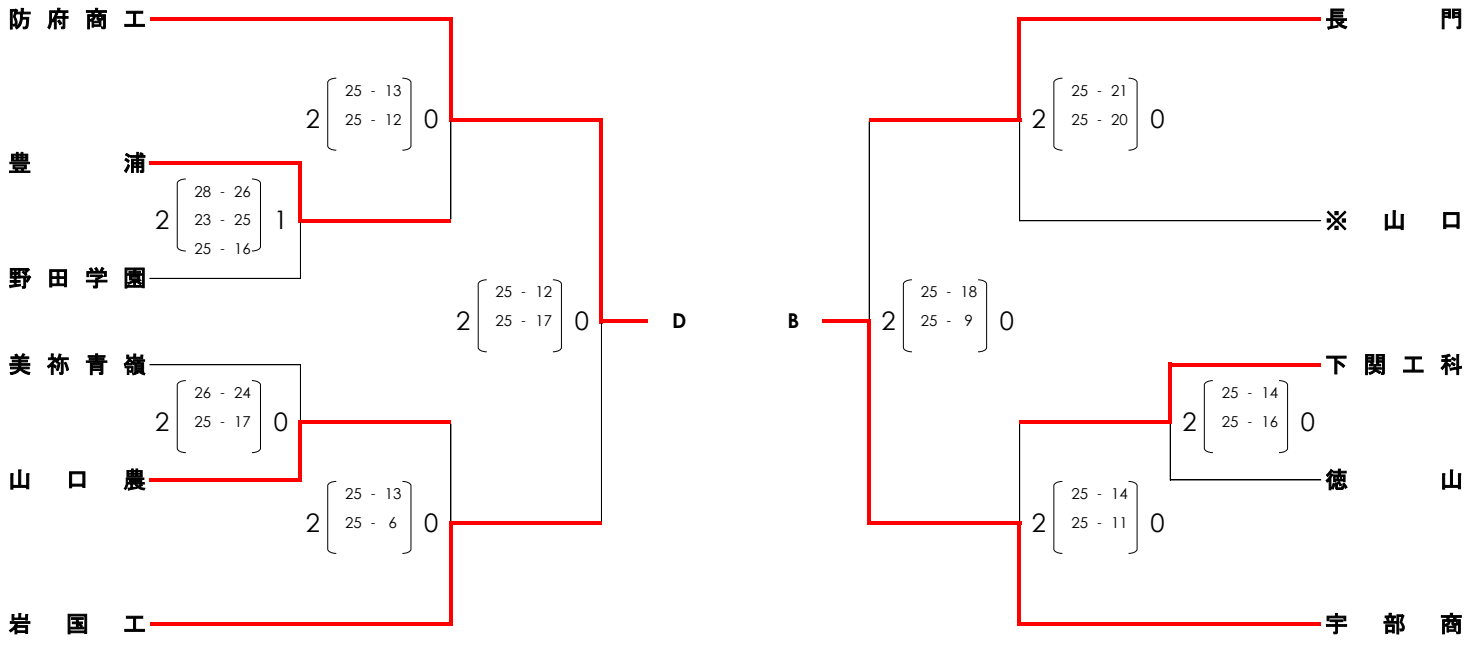 防府商工
長門
25 - 13
2 25 - 12 0
25 - 21
2 25 - 20 0
豊浦
28 - 26
2 23 - 25 1
25 - 16
※山口
野田学園
25 - 12
2 25 - 17 0
D
B
25 - 18
2 25 - 9 0
美祢青嶺
下関工科
26 - 24
2 25 - 17 0
25 - 14
2 25 - 16 0
山口農
徳山
25 - 13
2 25 - 6 0
25 - 14
2 25 - 11 0
岩国工
宇部商